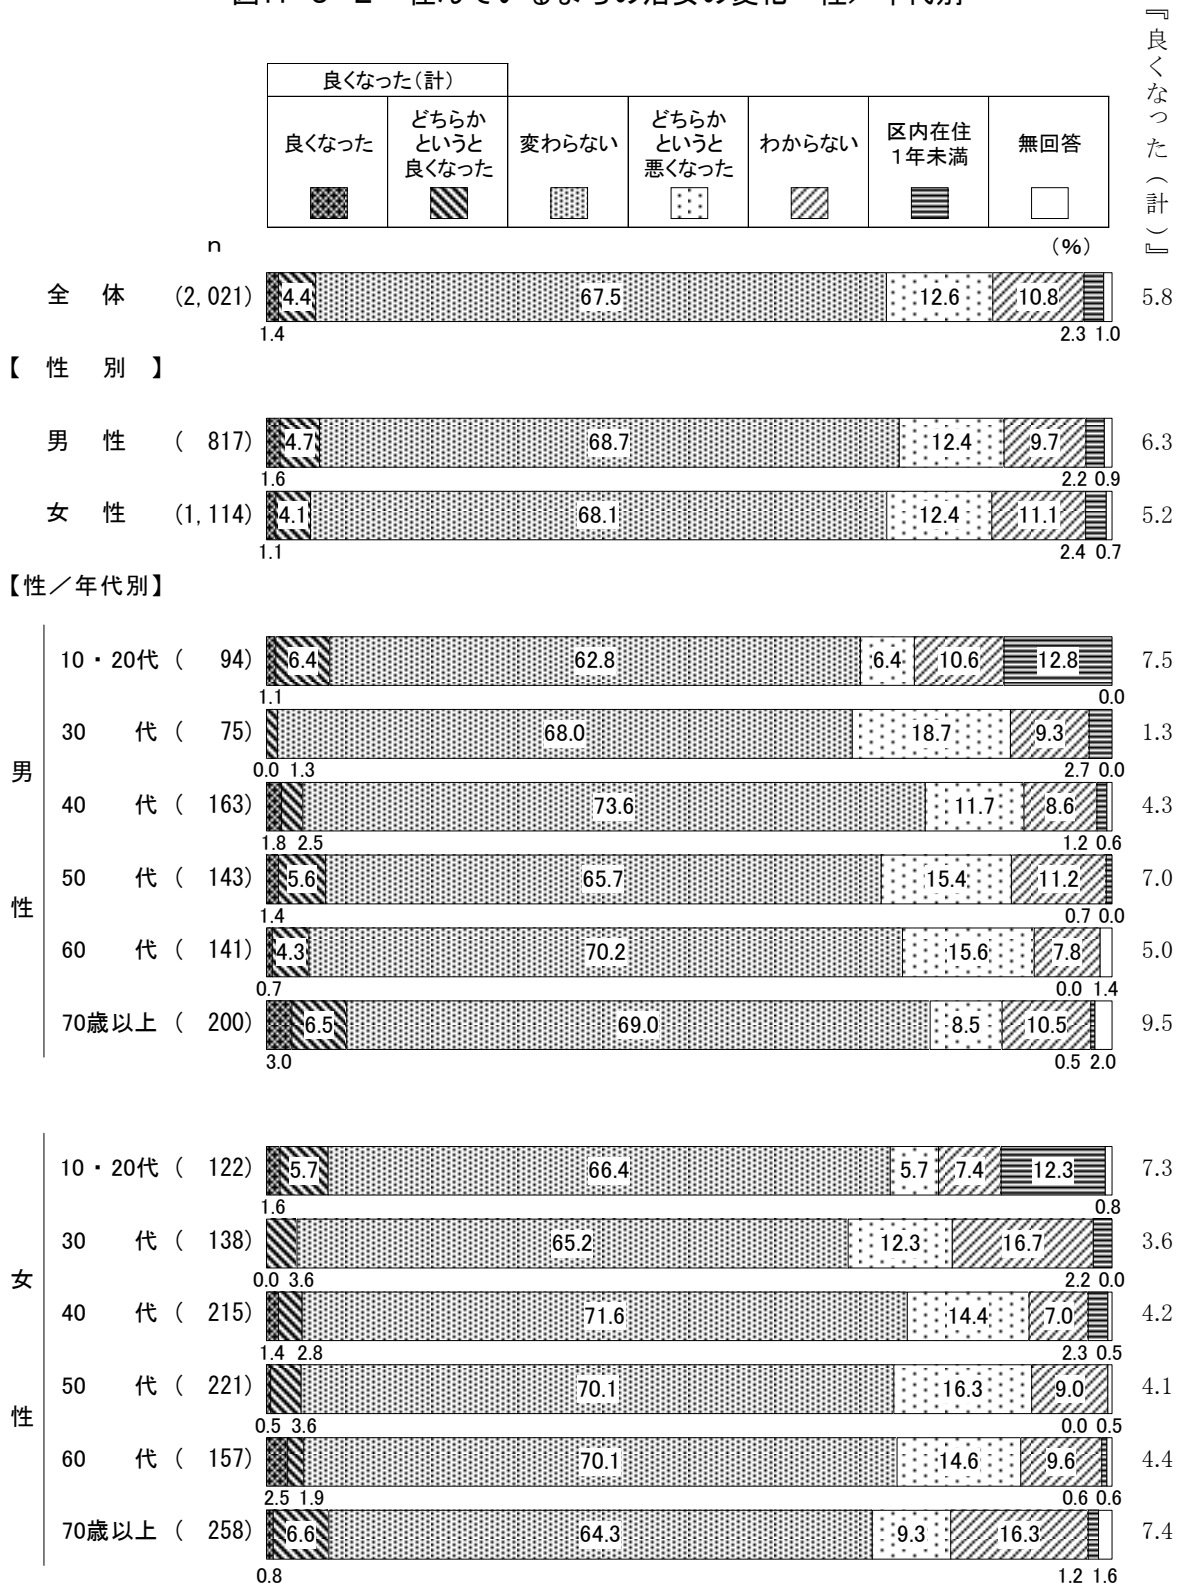 『良くなった（計）』
良くなった（計）
良くなった
どちらか
というと
良くなった
変わらない
どちらか
というと
悪くなった
わからない
区内在住
1年未満
無回答
n
（%）
全 体 (2,021) 4.4 67.5 12.6 10.8 5.8
1.4 2.3 1.0
【 性 別 】
男 性 ( 817) 4.7 68.7 12.4 9.7 6.3
1.6 2.2 0.9
女 性 (1,114) 4.1 68.1 12.4 11.1 5.2
1.1 2.4 0.7
【性／年代別】
男性
10・20代 ( 94) 6.4 62.8 6.4 10.6 12.8 7.5
1.1 0.0
30 代 ( 75) 68.0 18.7 9.3 1.3
0.0 1.3 2.7 0.0
40 代 ( 163) 73.6 11.7 8.6 4.3
1.8 2.5 1.2 0.6
50 代 ( 143) 5.6 65.7 15.4 11.2 7.0
1.4 0.7 0.0
60 代 ( 141) 4.3 70.2 15.6 7.8 5.0
0.7 0.0 1.4
70歳以上 ( 200) 6.5 69.0 8.5 10.5 9.5
3.0 0.5 2.0
女性
10・20代 ( 122) 5.7 66.4 5.7 7.4 12.3 7.3
1.6 0.8
30 代 ( 138) 65.2 12.3 16.7 3.6
0.0 3.6 2.2 0.0
40 代 ( 215) 71.6 14.4 7.0 4.2
1.4 2.8 2.3 0.5
50 代 ( 221) 70.1 16.3 9.0 4.1
0.5 3.6 0.0 0.5
60 代 ( 157) 70.1 14.6 9.6 4.4
2.5 1.9 0.6 0.6
70歳以上 ( 258) 6.6 64.3 9.3 16.3 7.4
0.8 1.2 1.6